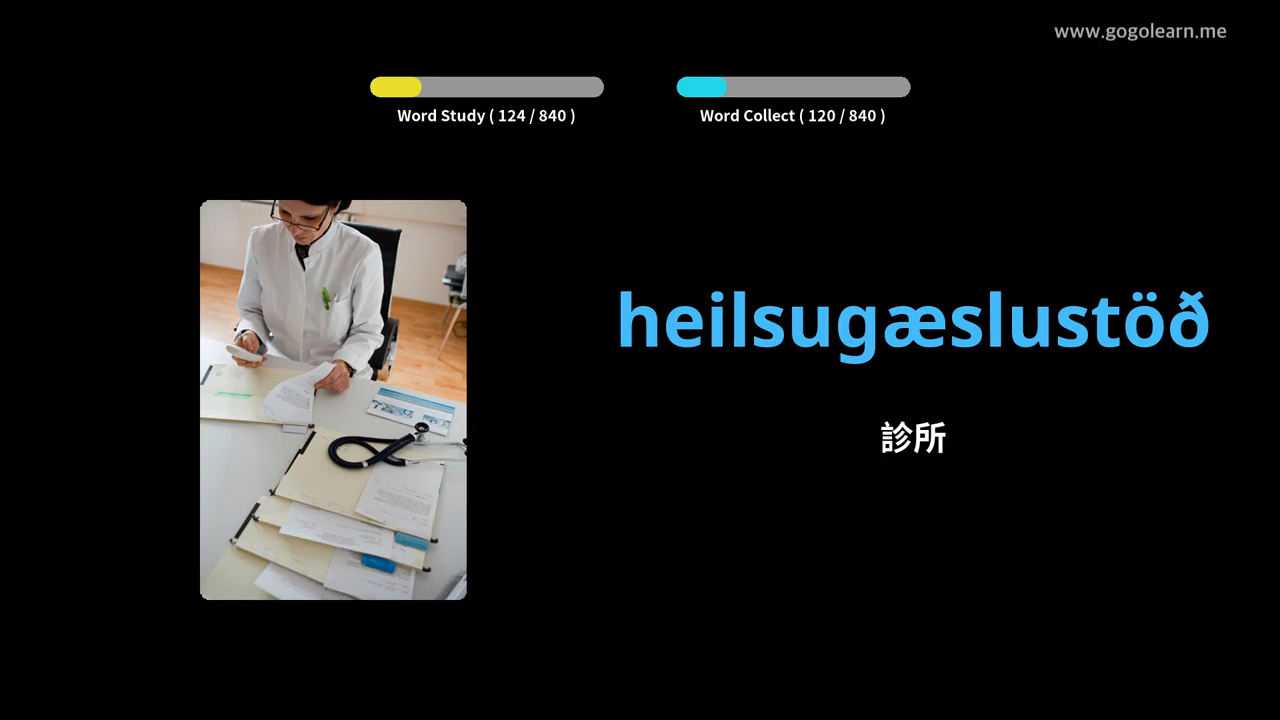 www.gogolearn.me
Word Study ( 124 / 840 )
Word Collect ( 120 / 840 )
heilsugæslustöð
診所